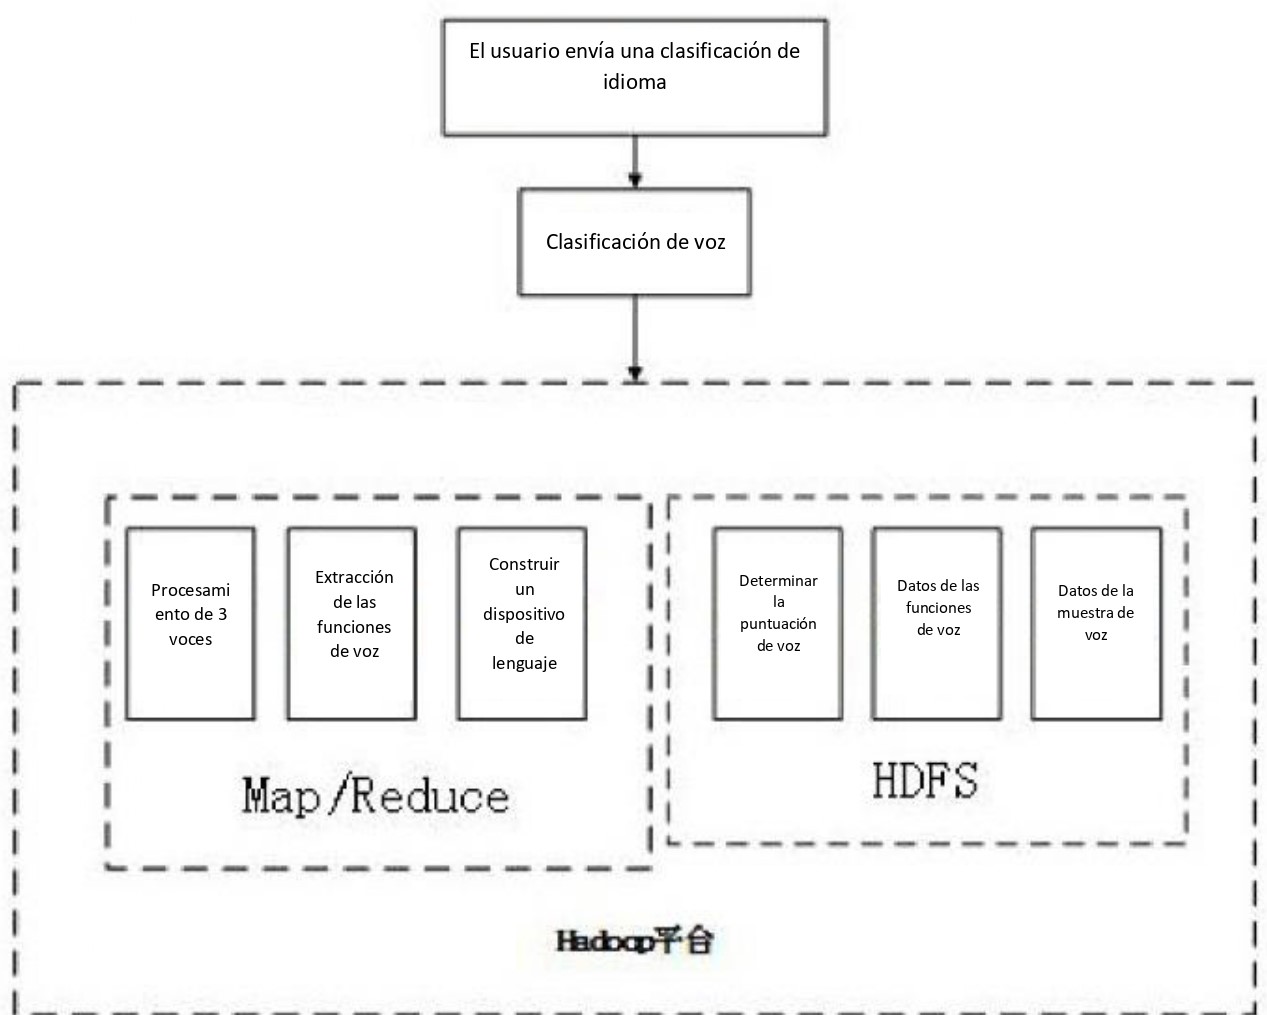 El usuario envía una clasificación de
idioma
Clasificación de voz
Procesami
ento de 3
voces
Extracción
de las
funciones
de voz
Construir
un
dispositivo
de
lenguaje
Determinar
la
puntuación
de voz
Datos de las
funciones
de voz
Datos de la
muestra de
voz
Map/Reduce
HDFS
Hadoop平台